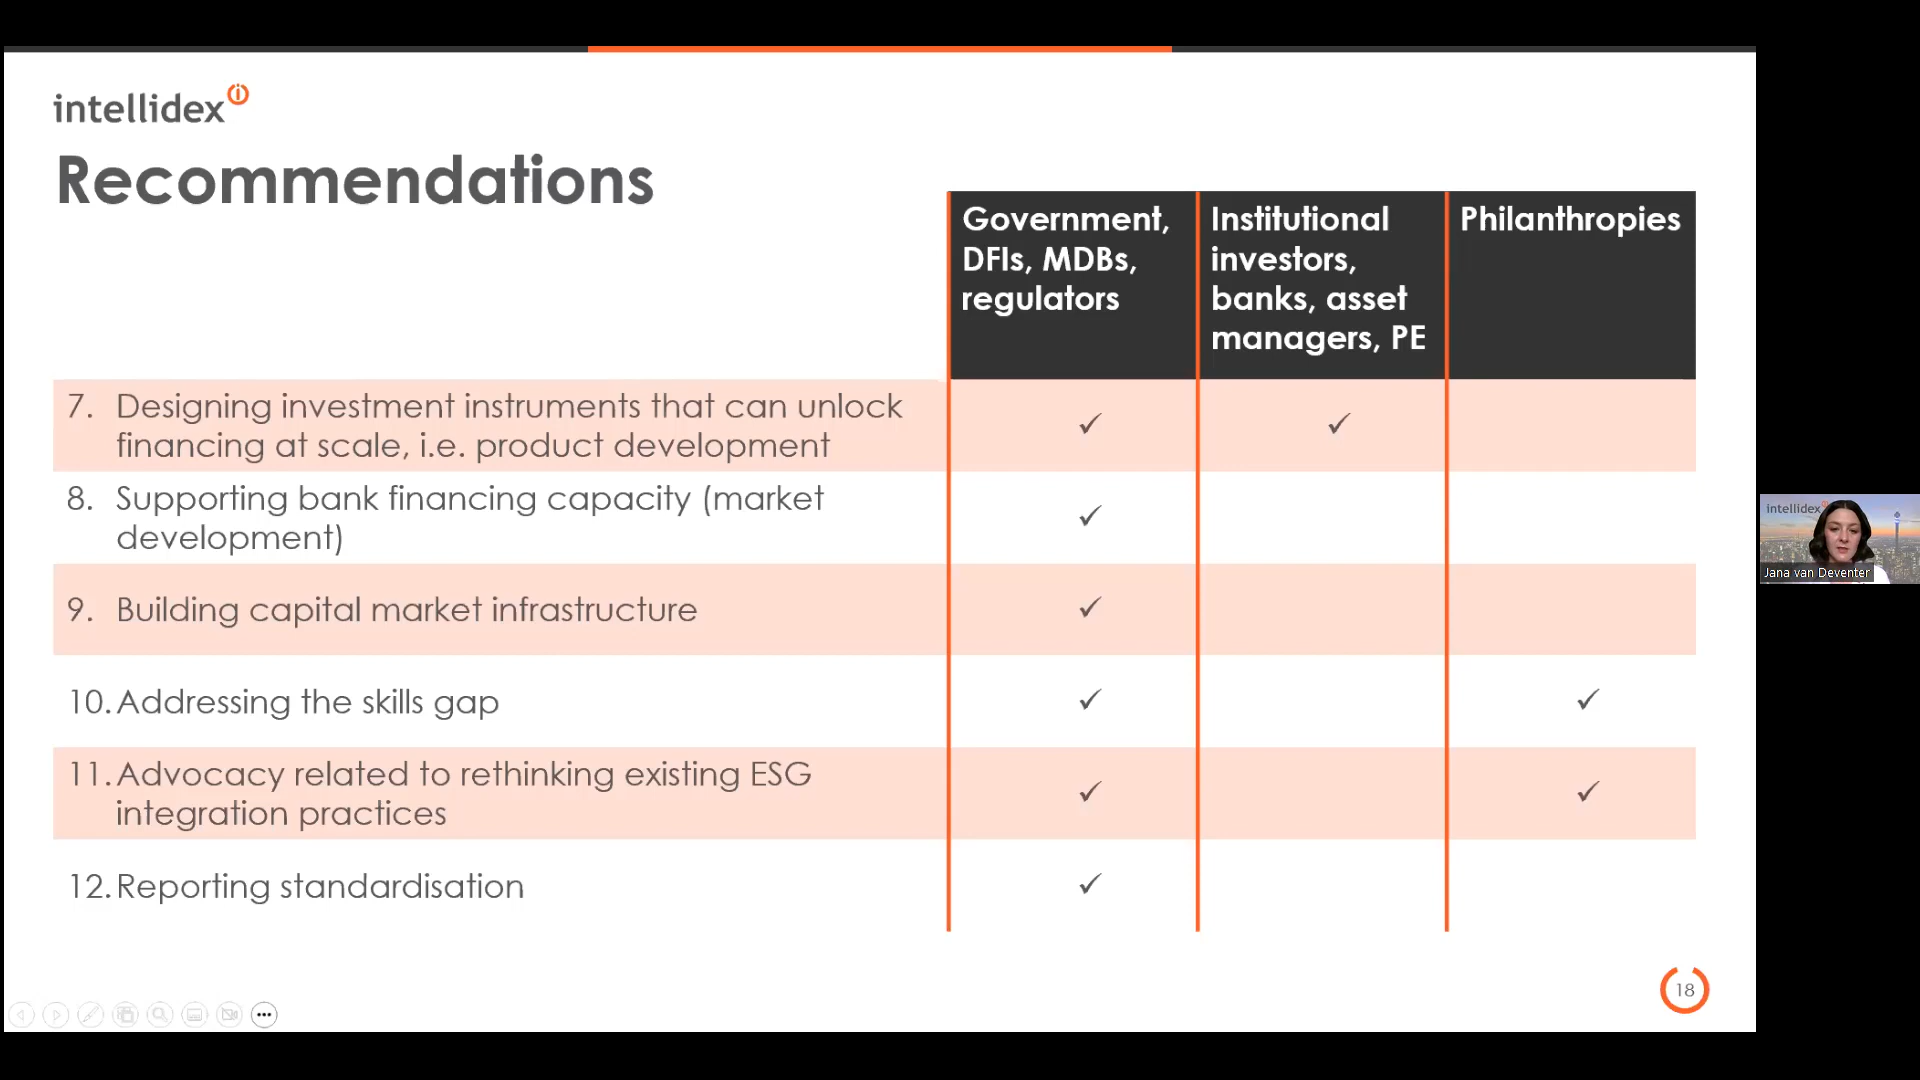 intellidex
Recommendations
Government,
DFIs, MDBs,
regulators
Institutional
investors,
banks, asset
managers, PE
Philanthropies
7. Designing investment instruments that can unlock
financing at scale, i.e. product development
✓ ✓
8. Supporting bank financing capacity (market
development)
✓
9. Building capital market infrastructure
✓
10. Addressing the skills gap
✓ ✓
11. Advocacy related to rethinking existing ESG
integration practices
✓ ✓
12. Reporting standardisation
✓
18
intellidex
Jana van Deventer